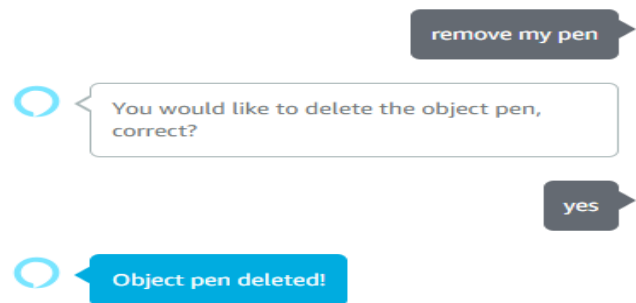 remove my pen
You would like to delete the object pen,
correct?
yes
Object pen deleted!